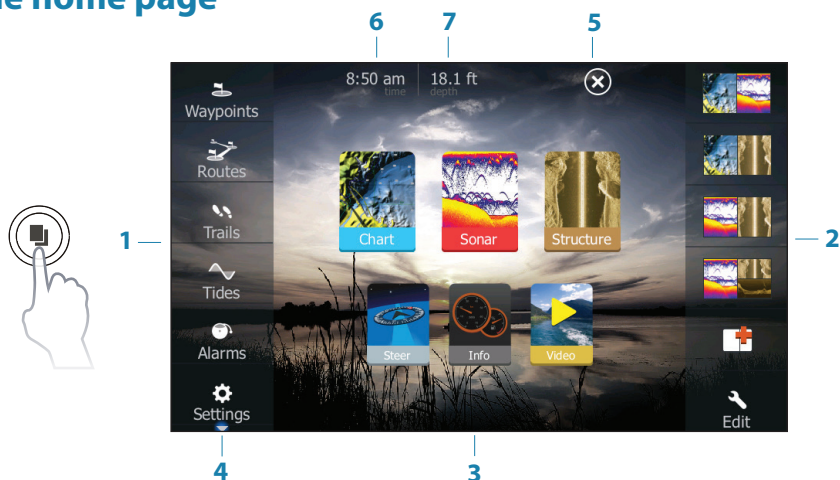 he home page
6
7
5
8:50 am
time
18.1 ft
depth
Waypoints
Routes
Trails
Tides
Alarms
Settings
Chart
Sonar
Structure
Steer
Info
Video
Edit
1
2
4
3